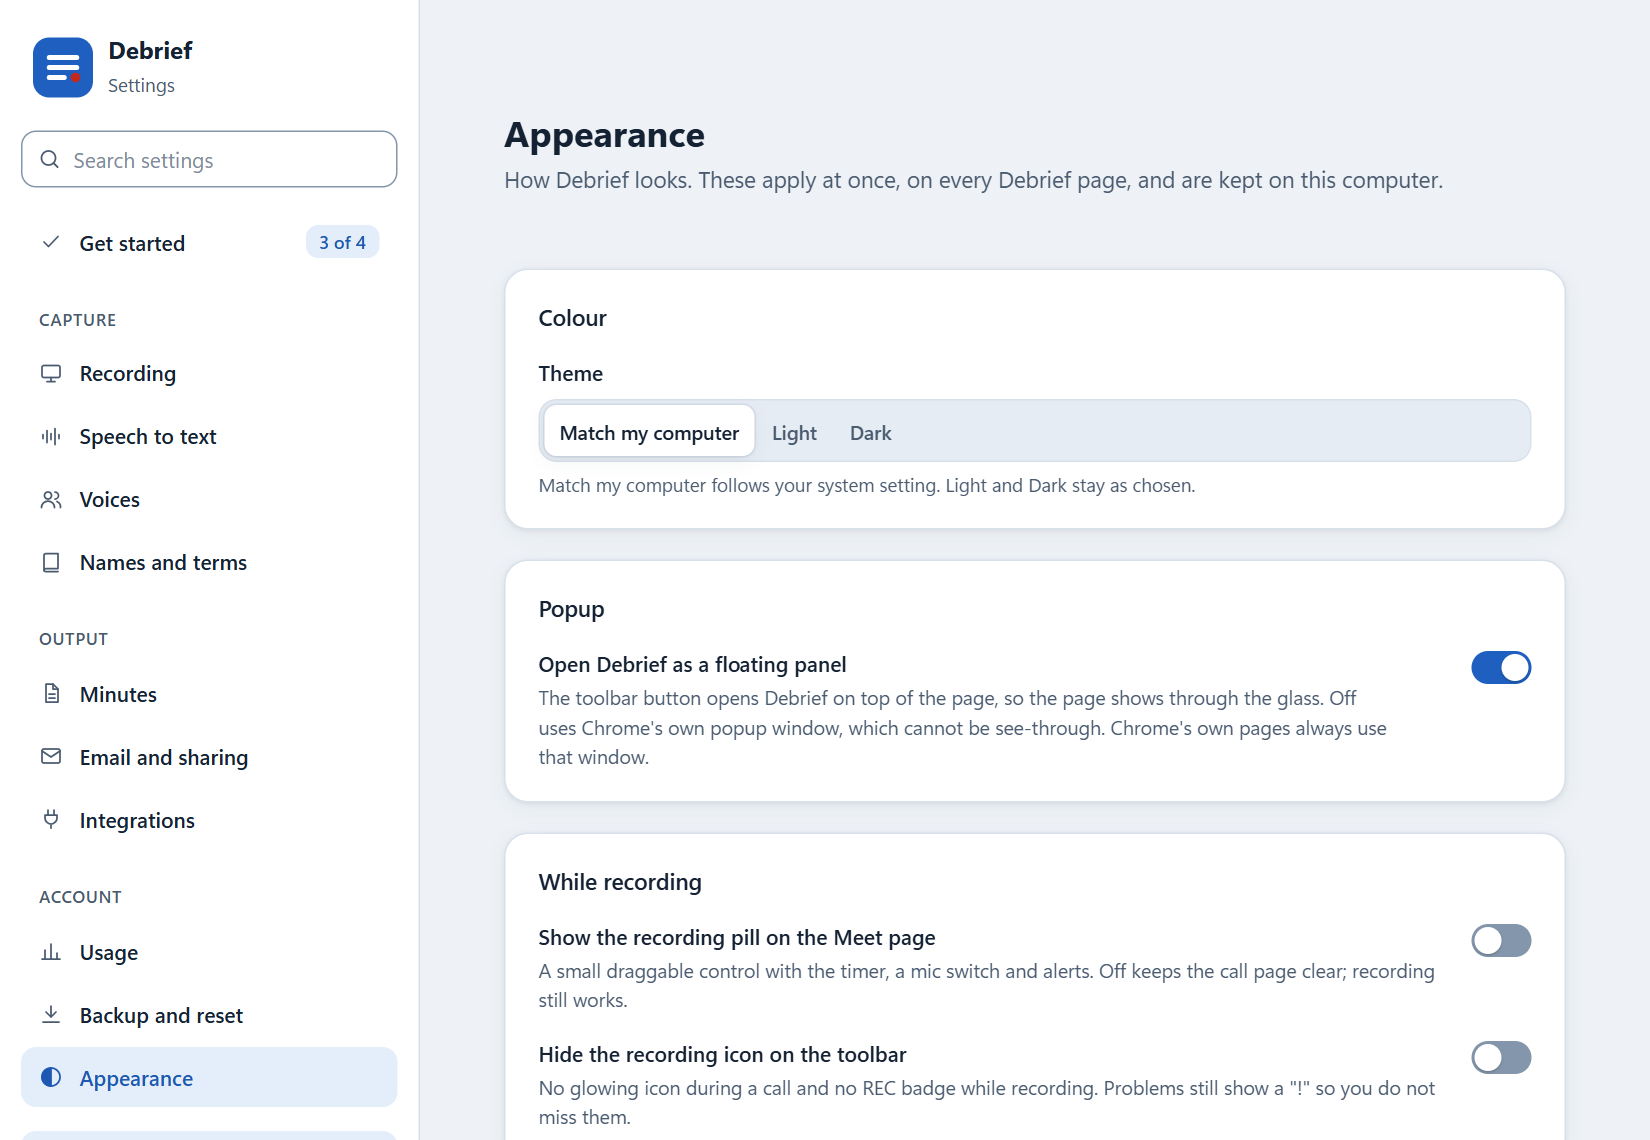 Debrief
Settings
Search settings
Get started
3 of 4
CAPTURE
Recording
Speech to text
Voices
Names and terms
OUTPUT
Minutes
Email and sharing
Integrations
ACCOUNT
Usage
Backup and reset
Appearance
Appearance
How Debrief looks. These apply at once, on every Debrief page, and are kept on this computer.
Colour
Theme
Match my computer
Light
Dark
Match my computer follows your system setting. Light and Dark stay as chosen.
Popup
Open Debrief as a floating panel
The toolbar button opens Debrief on top of the page, so the page shows through the glass. Off
uses Chrome's own popup window, which cannot be see-through. Chrome's own pages always use
that window.
While recording
Show the recording pill on the Meet page
A small draggable control with the timer, a mic switch and alerts. Off keeps the call page clear; recording
still works.
Hide the recording icon on the toolbar
No glowing icon during a call and no REC badge while recording. Problems still show a "!" so you do not
miss them.